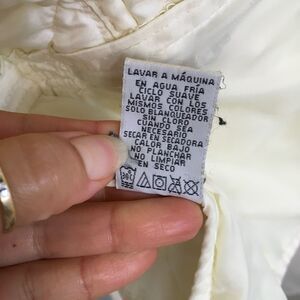 LAVAR A MÁQUINA
EN AGUA FRÍA
CICLO SUAVE
LAVAR CON LOS
MISMOS COLORES
SOLO BLANQUEADOR
SIN CLORO
CUANDO SEA
NECESARIO
SECAR EN SECADORA
CALOR BAJO
NO PLANCHAR
NO LIMPIAR
EN SECO